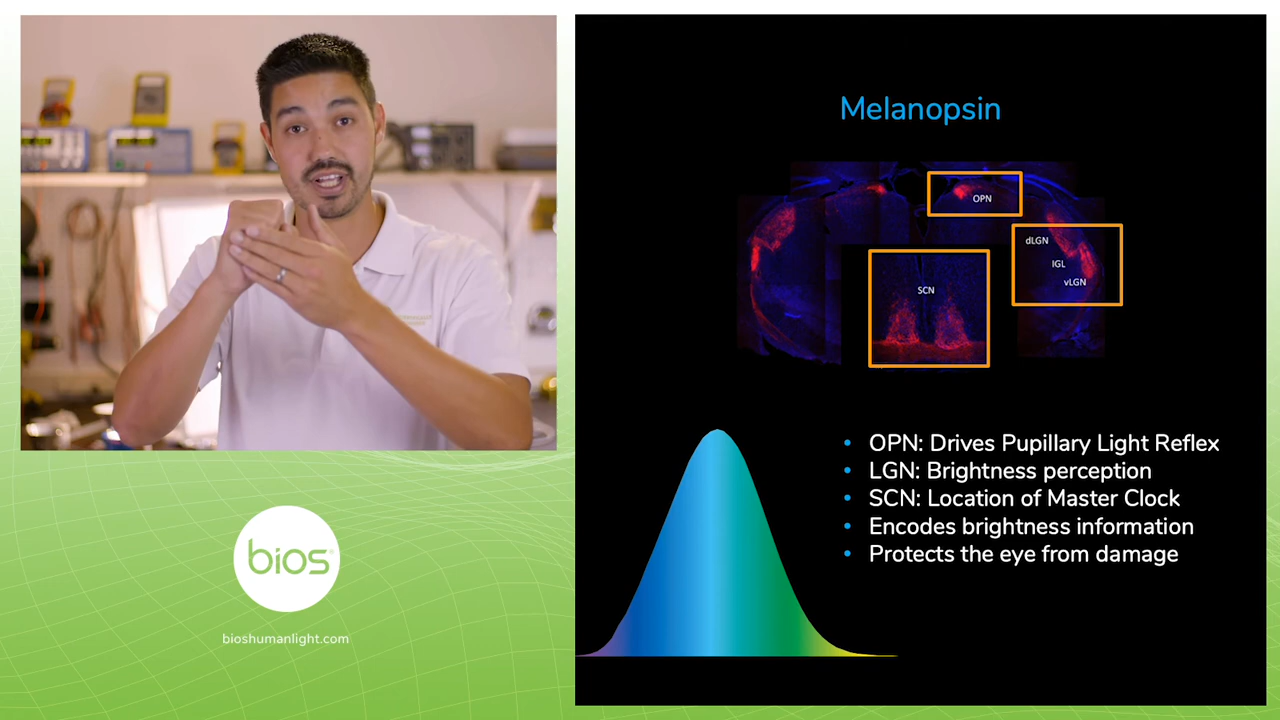 Melanopsin
OPN
dLGN
IGL
vLGN
SCN
• OPN: Drives Pupillary Light Reflex
• LGN: Brightness perception
• SCN: Location of Master Clock
• Encodes brightness information
• Protects the eye from damage
bios®
bioshumanlight.com